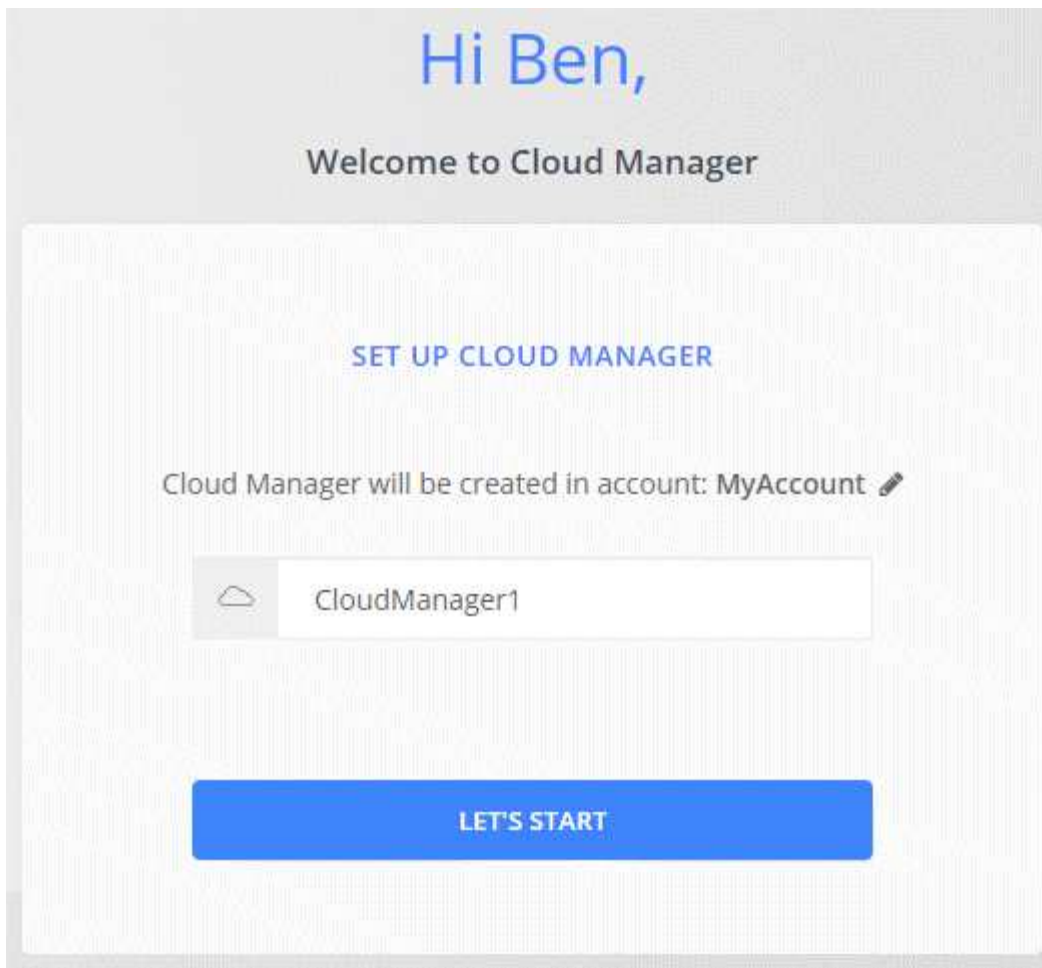 Hi Ben,
Welcome to Cloud Manager
SET UP CLOUD MANAGER
Cloud Manager will be created in account: MyAccount
CloudManager1
LET'S START